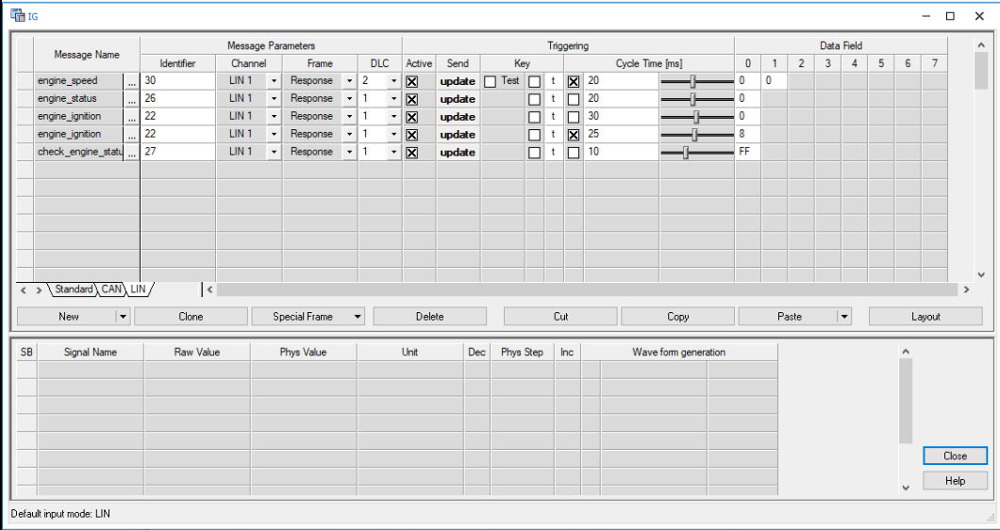 IG
Message Name Message Parameters Triggering Data Field
Identifier Channel Frame DLC Active Send Key Cycle Time [ms] 0 1 2 3 4 5 6 7
engine_speed ... 30 LIN 1 Response 2 update Test t 20 0 0
engine_status ... 26 LIN 1 Response 1 update t 20 0
engine_ignition ... 22 LIN 1 Response 1 update t 30 0
engine_ignition ... 22 LIN 1 Response 1 update t 25 8
check_engine_statu ... 27 LIN 1 Response 1 update t 10 FF
Standard CAN LIN
New Clone Special Frame Delete Cut Copy Paste Layout
SB Signal Name Raw Value Phys Value Unit Dec Phys Step Inc Wave form generation
Close
Help
Default input mode: LIN